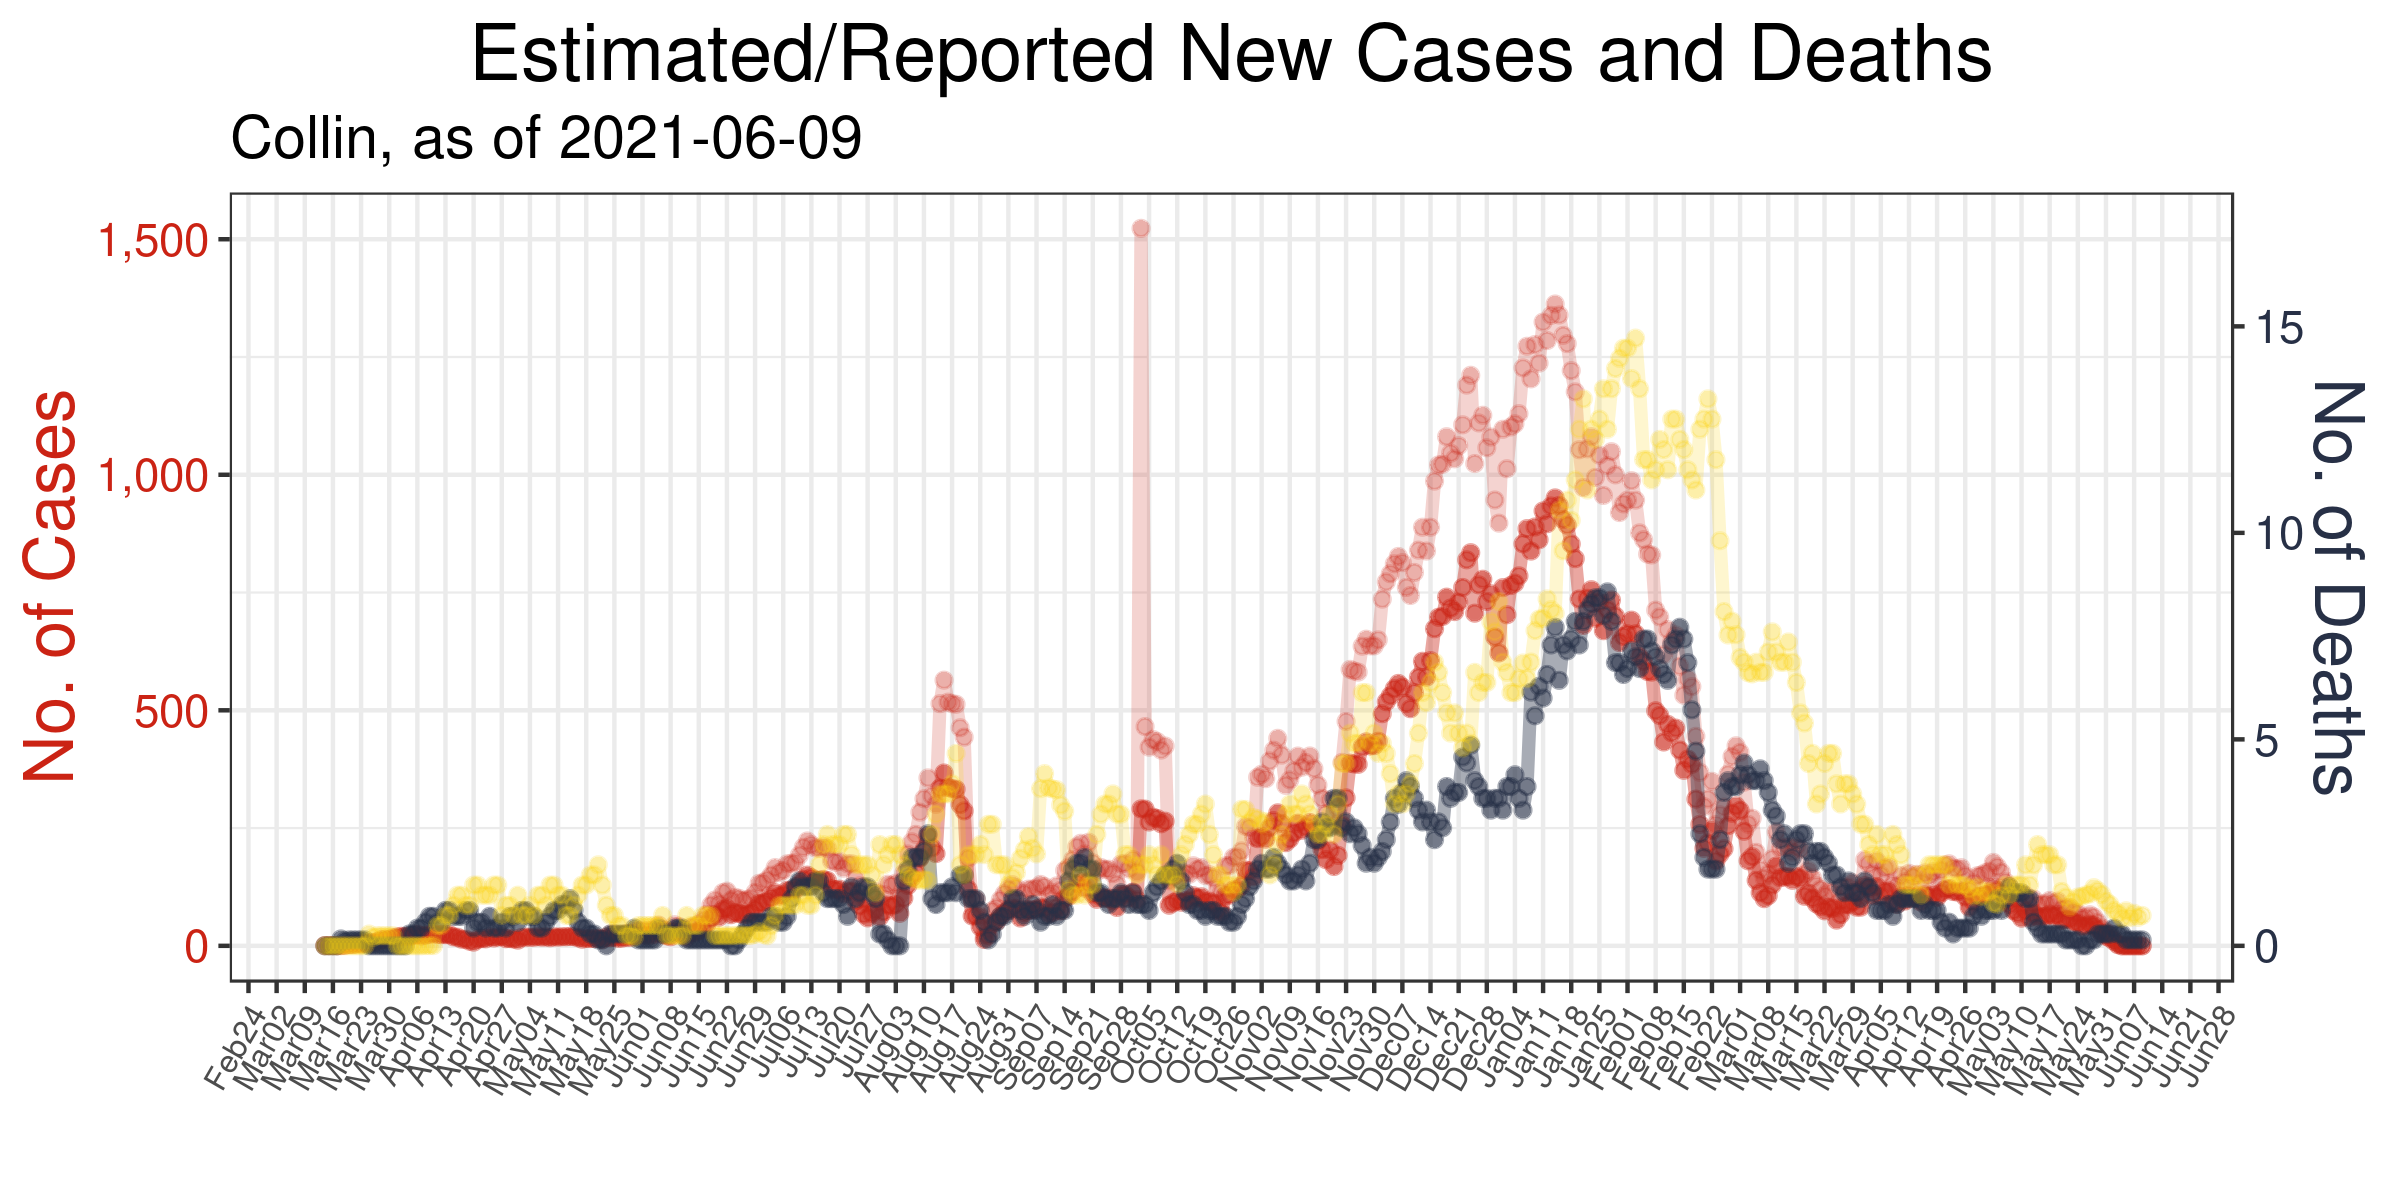 Estimated/Reported New Cases and Deaths
Collin, as of 2021-06-09
No. of Cases
1,500
1,000
500
0
No. of Deaths
15
10
5
0
Feb24
Mar02
Mar09
Mar16
Mar23
Mar30
Apr06
Apr13
Apr20
Apr27
May04
May11
May18
May25
Jun01
Jun08
Jun15
Jun22
Jun29
Jul06
Jul13
Jul20
Jul27
Aug03
Aug10
Aug17
Aug24
Aug31
Sep07
Sep14
Sep21
Sep28
Oct05
Oct12
Oct19
Oct26
Nov02
Nov09
Nov16
Nov23
Nov30
Dec07
Dec14
Dec21
Dec28
Jan04
Jan11
Jan18
Jan25
Feb01
Feb08
Feb15
Feb22
Mar01
Mar08
Mar15
Mar22
Mar29
Apr05
Apr12
Apr19
Apr26
May03
May10
May17
May24
May31
Jun07
Jun14
Jun21
Jun28